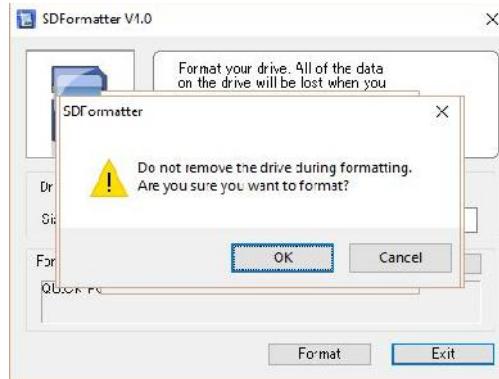 SDFormatter V4.0
Format your drive. All of the data
on the drive will be lost when you
SDFormatter
Do not remove the drive during formatting.
Are you sure you want to format?
OK
Cancel
Format
Exit